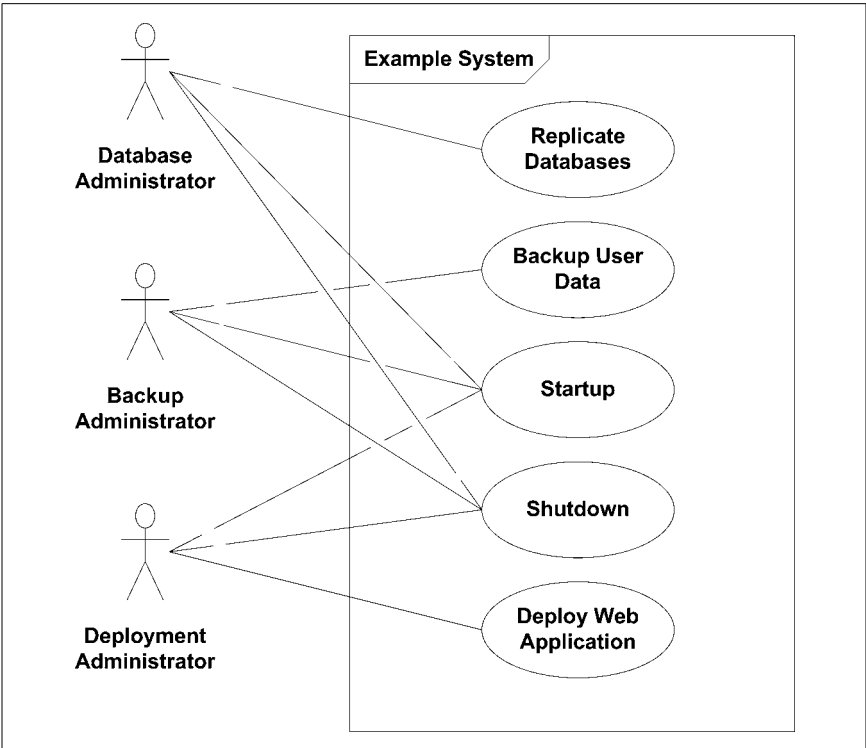 Example System
Database
Administrator
Replicate
Databases
Backup User
Data
Backup
Administrator
Startup
Shutdown
Deployment
Administrator
Deploy Web
Application